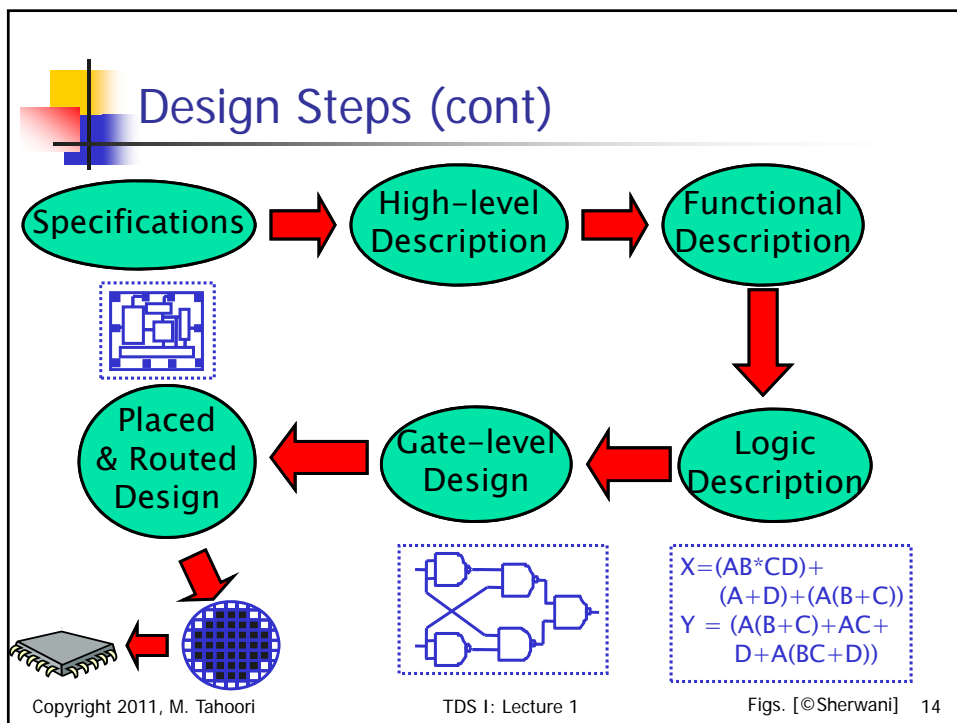 Design Steps (cont)
Specifications
High-level
Description
Functional
Description
Placed
& Routed
Design
Gate-level
Design
Logic
Description
X=(AB*CD)+
(A+D)+(A(B+C))
Y = (A(B+C)+AC+
D+A(BC+D))
Copyright 2011, M. Tahoori
TDS I: Lecture 1
Figs. [©Sherwani]
14